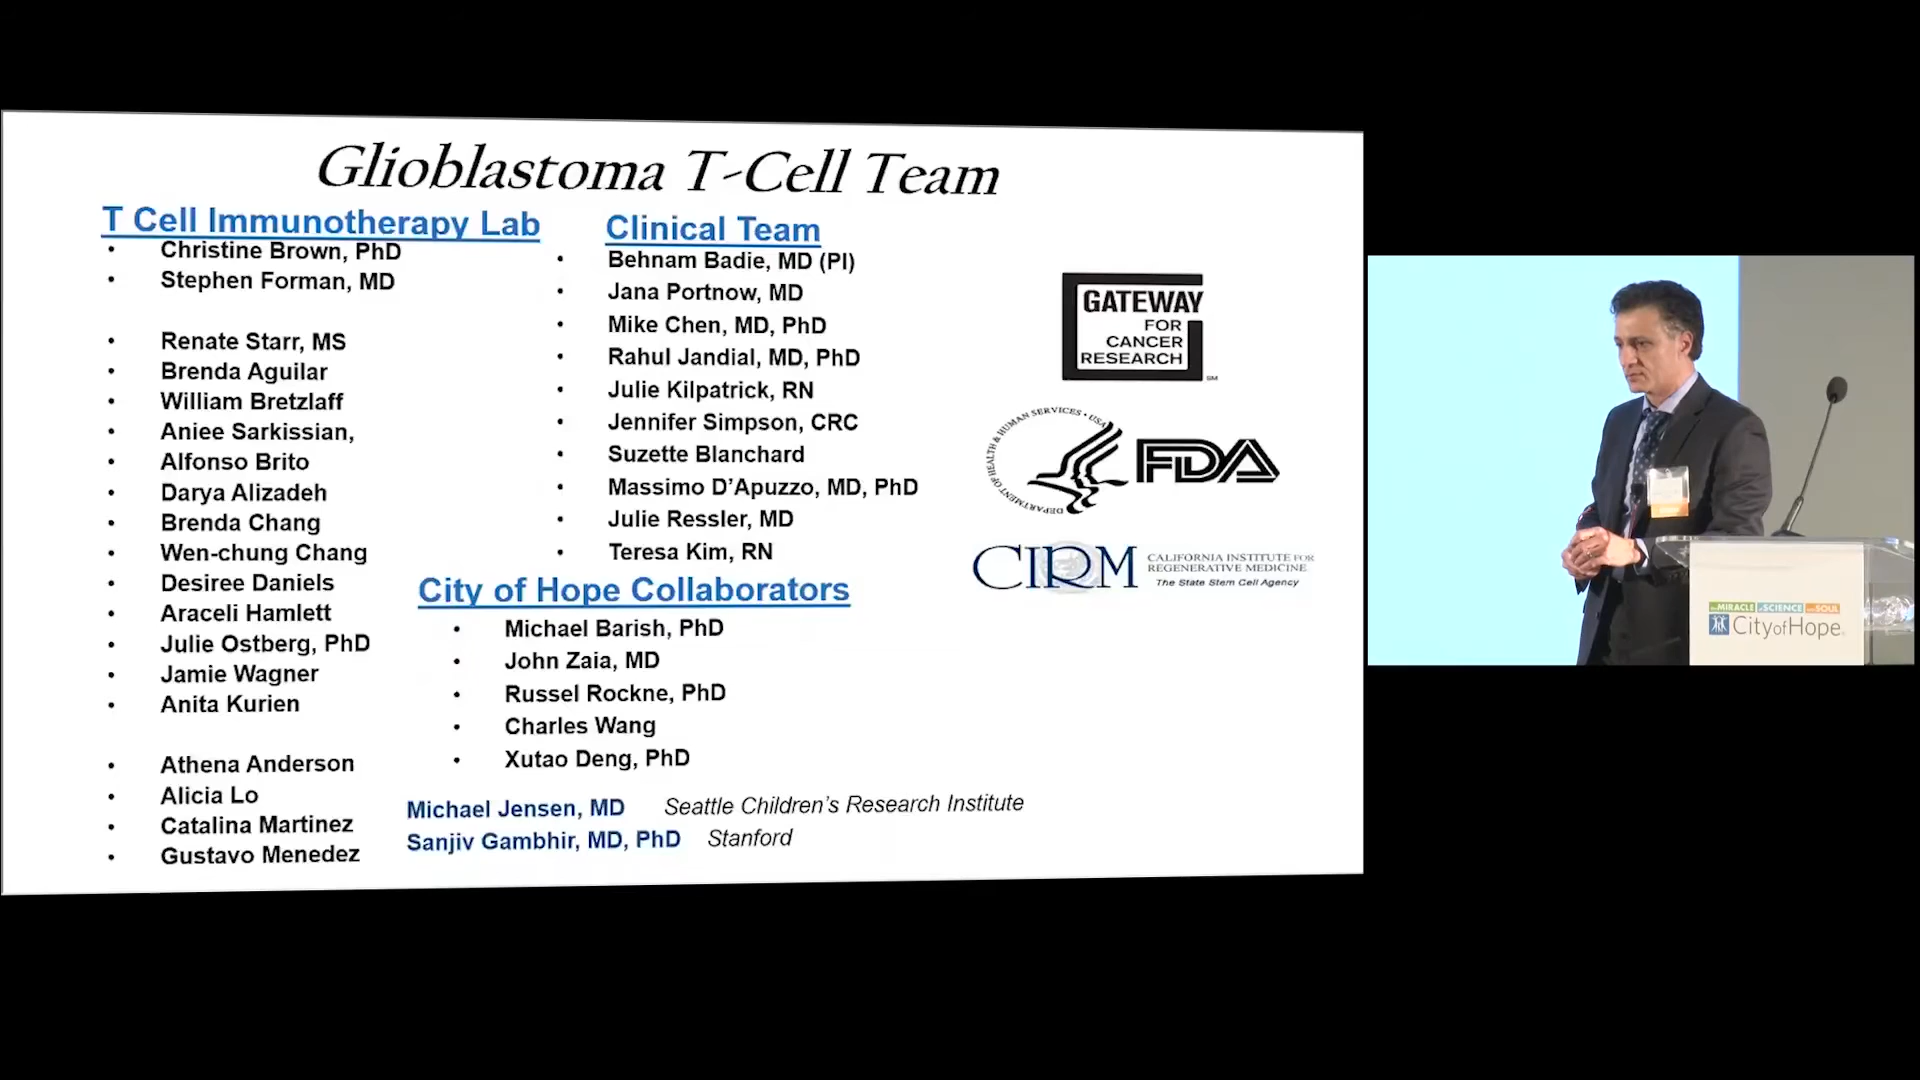 Glioblastoma T-Cell Team
T Cell Immunotherapy Lab
Christine Brown, PhD
Stephen Forman, MD
Renate Starr, MS
Brenda Aguilar
William Bretzlaff
Aniee Sarkissian,
Alfonso Brito
Darya Alizadeh
Brenda Chang
Wen-chung Chang
Desiree Daniels
Araceli Hamlett
Julie Ostberg, PhD
Jamie Wagner
Anita Kurien
Athena Anderson
Alicia Lo
Catalina Martinez
Gustavo Menedez
Clinical Team
Behnam Badie, MD (PI)
Jana Portnow, MD
Mike Chen, MD, PhD
Rahul Jandial, MD, PhD
Julie Kilpatrick, RN
Jennifer Simpson, CRC
Suzette Blanchard
Massimo D'Apuzzo, MD, PhD
Julie Ressler, MD
Teresa Kim, RN
City of Hope Collaborators
Michael Barish, PhD
John Zaia, MD
Russel Rockne, PhD
Charles Wang
Xutao Deng, PhD
Michael Jensen, MD Seattle Children's Research Institute
Sanjiv Gambhir, MD, PhD Stanford
GATEWAY
FOR
CANCER
RESEARCH
SM
DEPARTMENT OF HEALTH & HUMAN SERVICES • USA
FDA
CIRM
CALIFORNIA INSTITUTE FOR
REGENERATIVE MEDICINE
The State Stem Cell Agency
MIRACLE of SCIENCE with SOUL
City of Hope